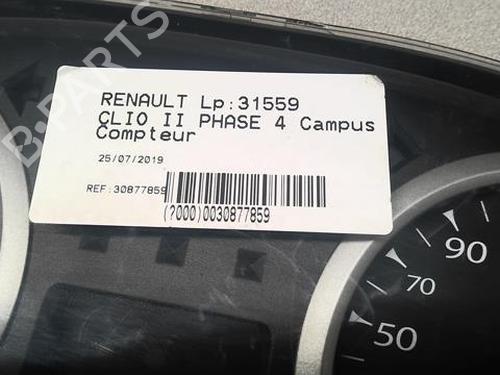 RENAULT Lp:31559
CLIO II PHASE 4 Campus
Compteur
25/07/2019
REF:30877859
(?000)0030877859
90
70
50
B-PARTS